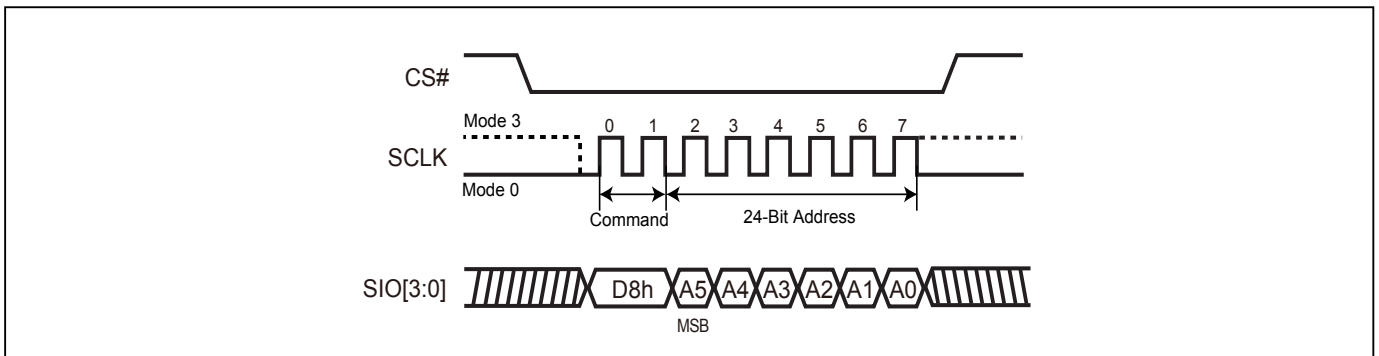 CS#
Mode 3
0 1 2 3 4 5 6 7
SCLK
Mode 0
Command
24-Bit Address
SIO[3:0]
D8h A5 A4 A3 A2 A1 A0
MSB